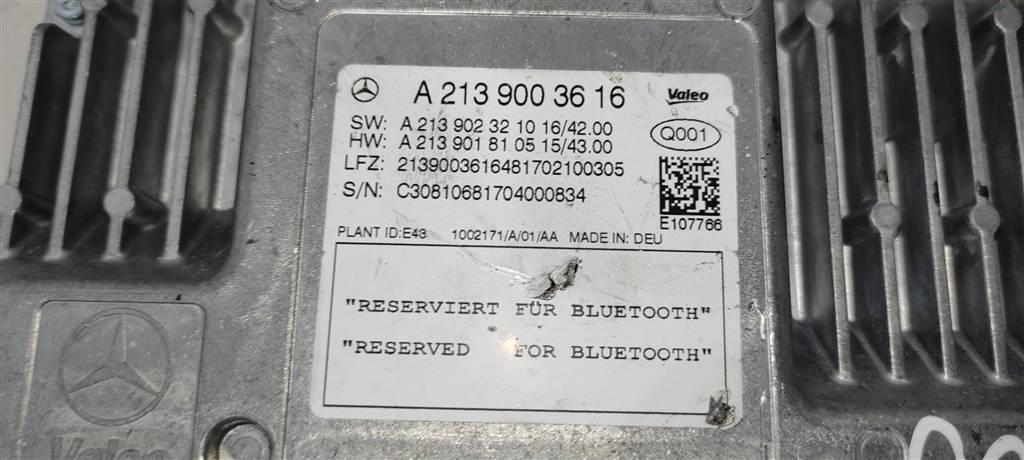 A 213 900 36 16
Valeo
SW: A 213 902 32 10 16/42.00
HW: A 213 901 81 05 15/43.00
Q001
LFZ: 2139003616481702100305
S/N: C30810681704000834
E107766
PLANT ID:E43 1002171/A/01/AA MADE IN: DEU
"RESERVIERT FÜR BLUETOOTH"
"RESERVED FOR BLUETOOTH"
Valeo